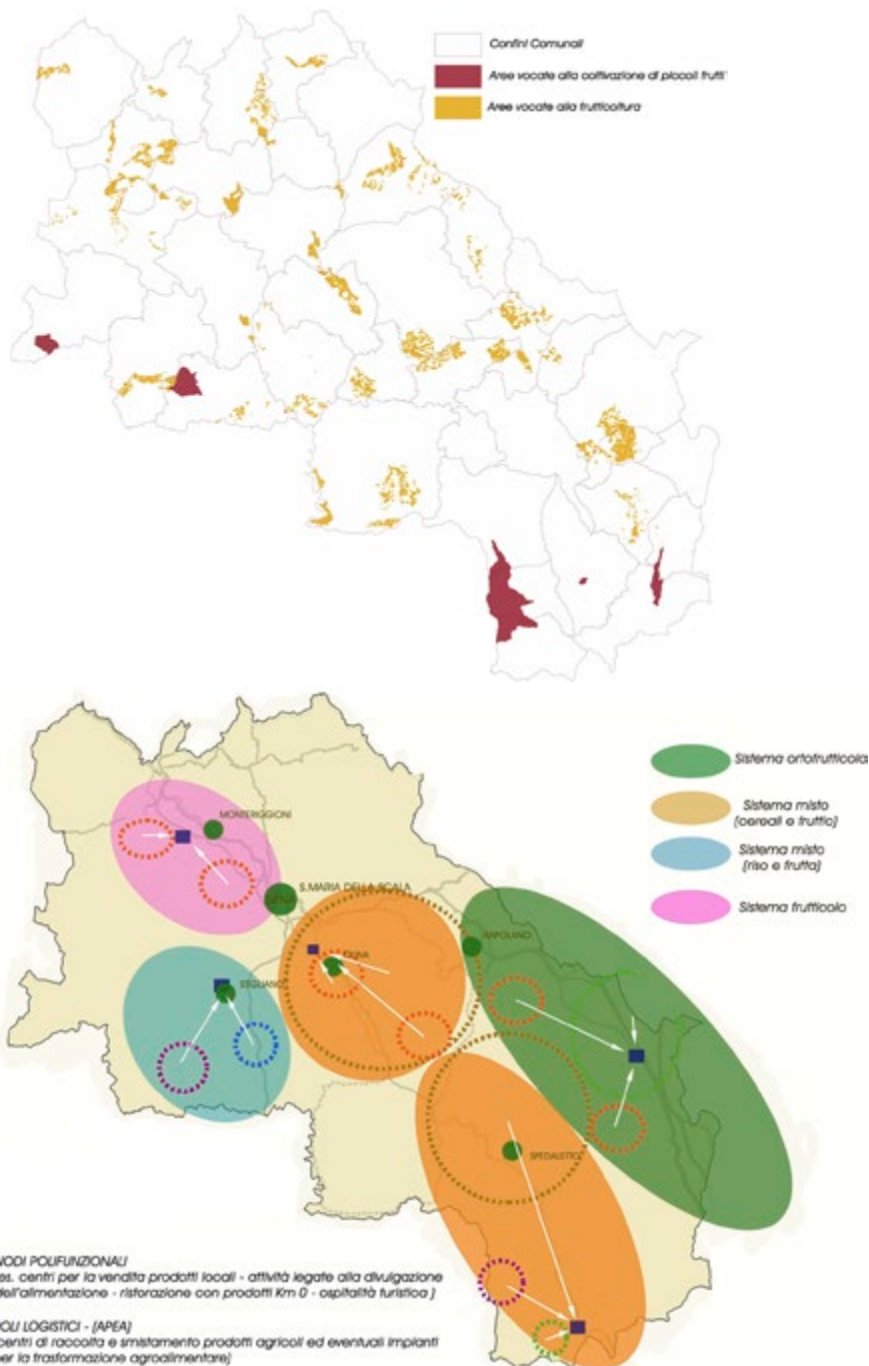 Confini Comunali
Aree vocate alla coltivazione di piccoli frutti
Aree vocate alla frutticoltura
Sistema ortofrutticola
Sistema misto
(cereali e fruttic)
Sistema misto
(riso e frutta)
Sistema frutticolo
MONTERIGGIONI
S.MARIA DELLA SCALA
RAPOLANO
CUNA
SPEDALETTO
NODI POLIFUNZIONALI
es. centri per la vendita prodotti locali - attività legate alla divulgazione
dell'alimentazione - ristorazione con prodotti Km 0 - ospitalità turistica )
POLI LOGISTICI - (APEA)
centri di raccolta e smistamento prodotti agricoli ed eventuali impianti
per la trasformazione agroalimentare)